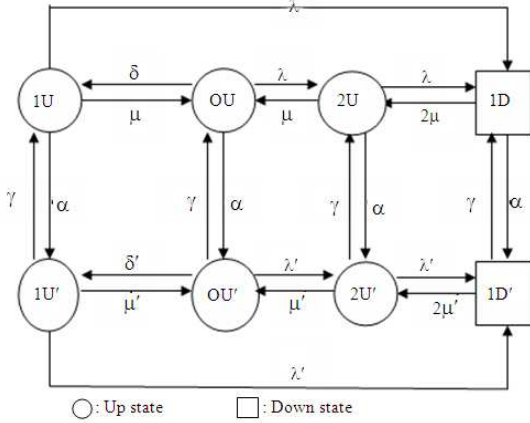 λ
δ λ λ
1U OU 2U 1D
μ μ 2μ
γ α γ α γ α γ α
δ′ λ′ λ′
1U′ OU′ 2U′ 1D′
μ′ μ′ 2μ′
λ′
: Up state : Down state